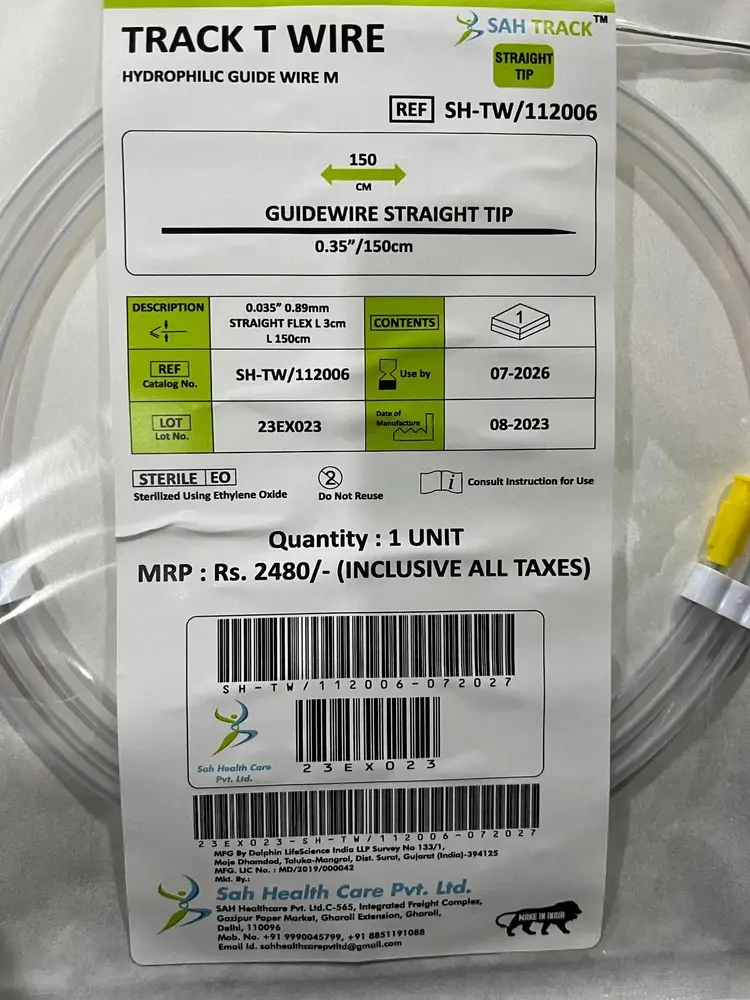 SAH TRACK™
TRACK T WIRE
STRAIGHT
TIP
HYDROPHILIC GUIDE WIRE M
REF SH-TW/112006
150
CM
GUIDEWIRE STRAIGHT TIP
0.35”/150cm
DESCRIPTION
0.035” 0.89mm
STRAIGHT FLEX L 3cm
L 150cm
CONTENTS
1
REF
Catalog No.
SH-TW/112006
Use by
07-2026
LOT
Lot No.
23EX023
Date of
Manufacture
08-2023
STERILE EO
Sterilized Using Ethylene Oxide
2
Do Not Reuse
i
Consult Instruction for Use
Quantity : 1 UNIT
MRP : Rs. 2480/- (INCLUSIVE ALL TAXES)
SH-TW/112006-072027
Sah Health Care
Pvt. Ltd.
23EX023
23EX023-SH-TW/112006-072027
MFG By Dolphin LifeScience India LLP Survey No 133/1,
Moje Dhamdod, Taluka-Mangrol, Dist. Surat, Gujarat (India)-394125
MFG. LIC No. : MD/2019/000042
Mkt. By.:
Sah Health Care Pvt. Ltd.
SAH Healthcare Pvt. Ltd.C-565, Integrated Freight Complex,
Gazipur Paper Market, Gharoli Extension, Gharoli,
Delhi, 110096
Mob. No. +91 9990045799, +91 8851191088
Email Id. sahhealthcarepvtltd@gmail.com
MAKE IN INDIA